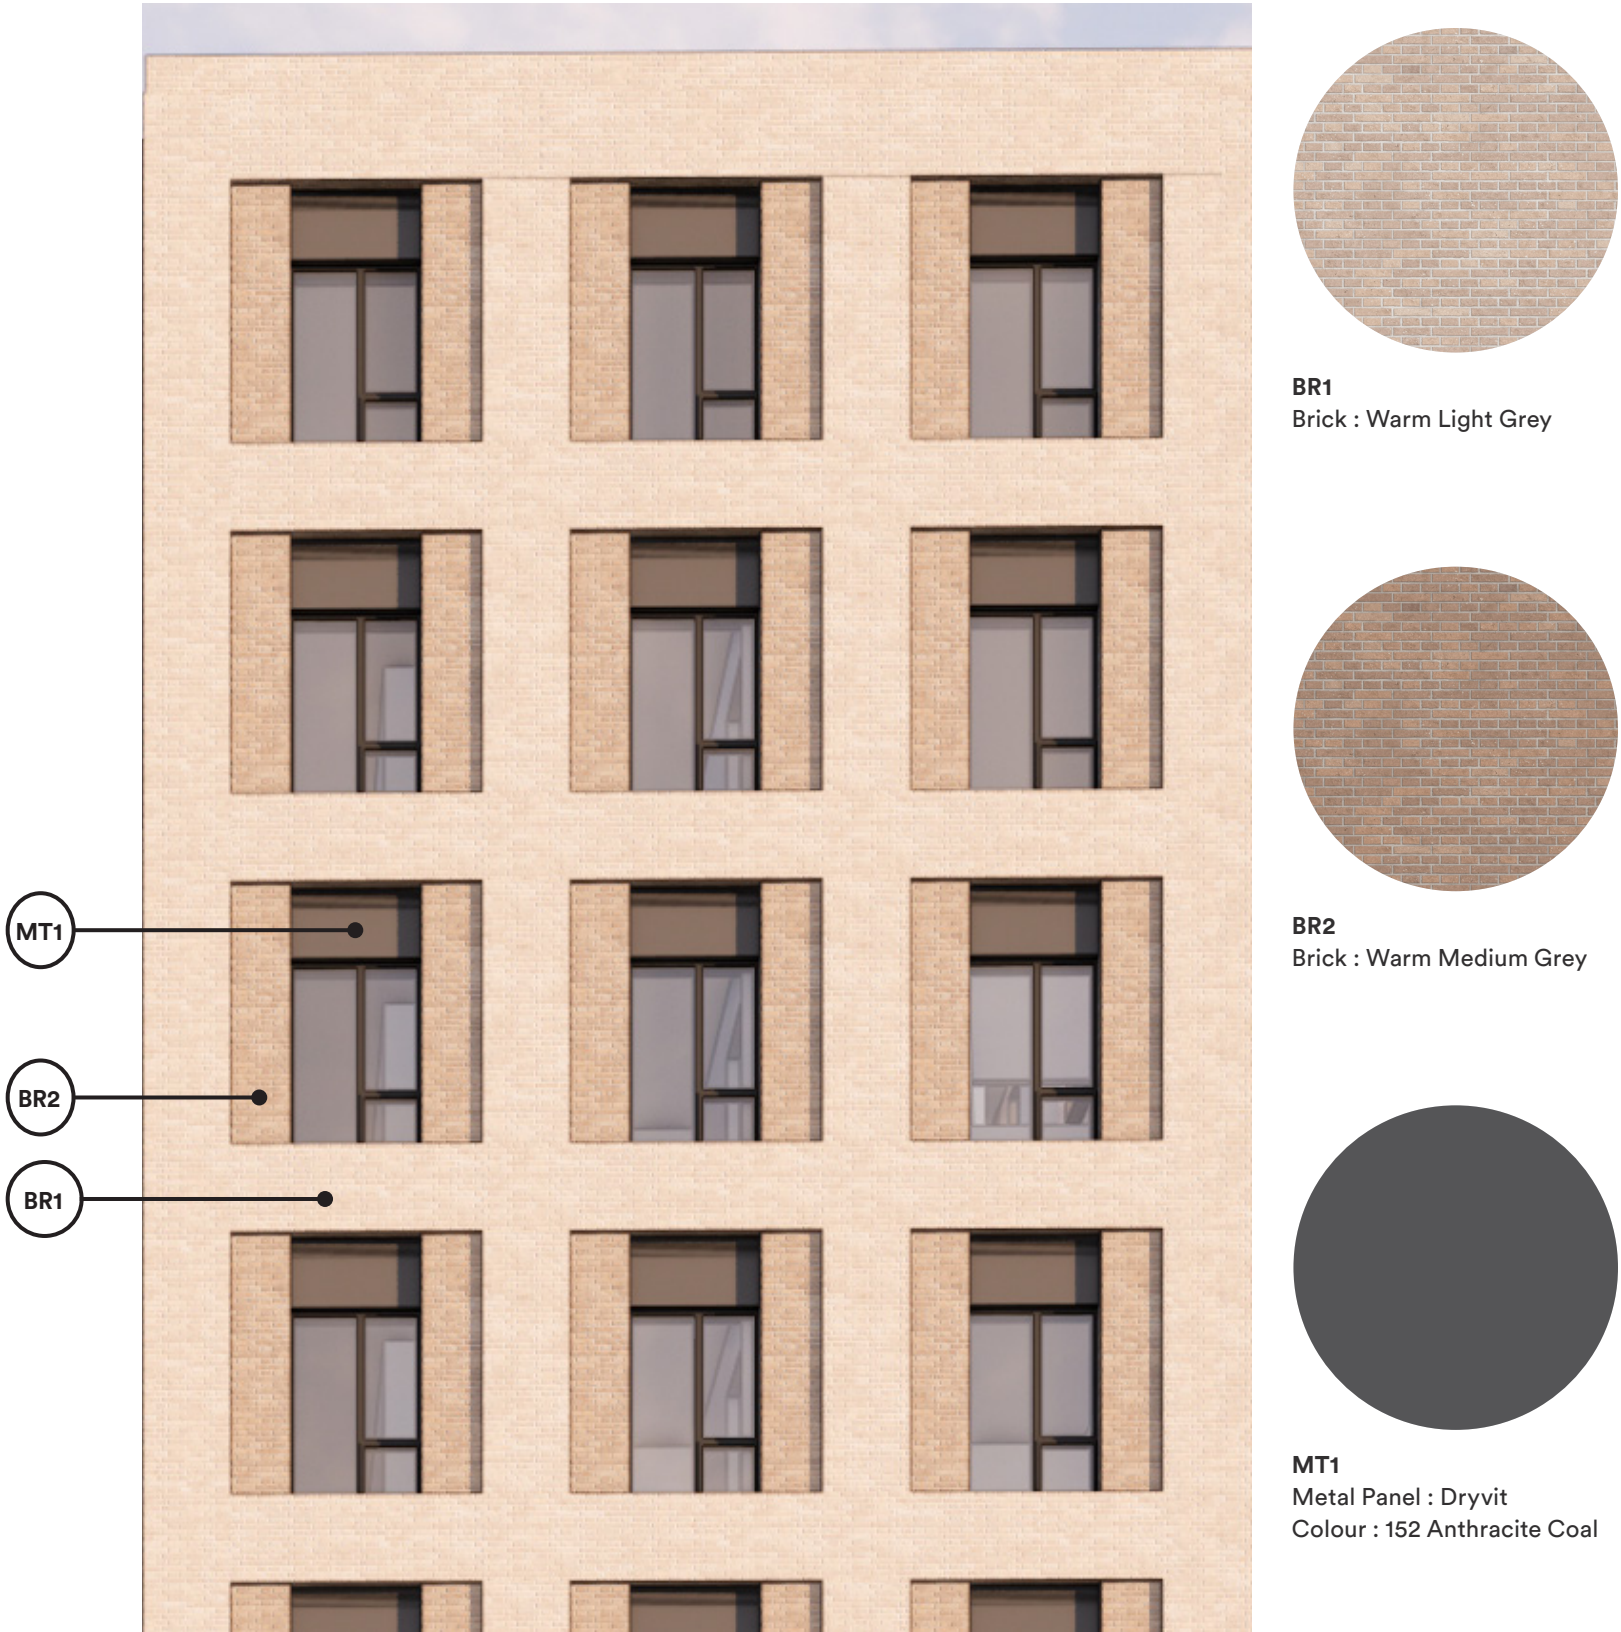 MT1
BR2
BR1
BR1
Brick : Warm Light Grey
BR2
Brick : Warm Medium Grey
MT1
Metal Panel : Dryvit
Colour : 152 Anthracite Coal